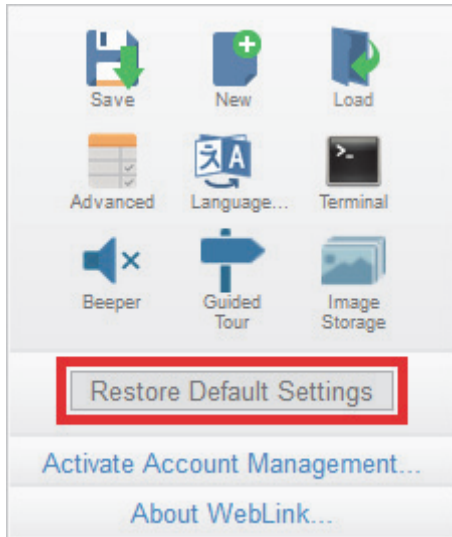 Save New Load
Advanced Language... Terminal
Beeper Guided Tour Image Storage
Restore Default Settings
Activate Account Management...
About WebLink...